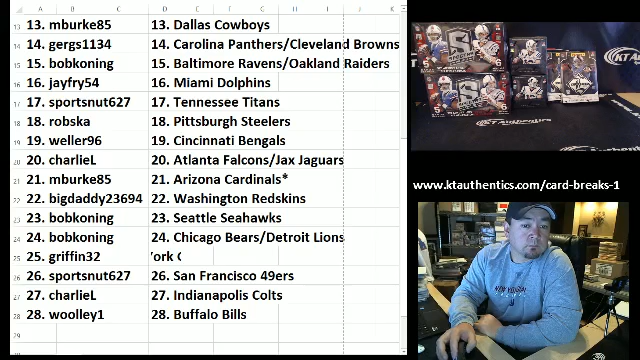 13. mburke85 13. Dallas Cowboys
14. gergs1134 14. Carolina Panthers/Cleveland Browns
15. bobkoning 15. Baltimore Ravens/Oakland Raiders
16. jayfry54 16. Miami Dolphins
17. sportsnut627 17. Tennessee Titans
18. robska 18. Pittsburgh Steelers
19. weller96 19. Cincinnati Bengals
20. charlieL 20. Atlanta Falcons/Jax Jaguars
21. mburke85 21. Arizona Cardinals*
22. bigdaddy23694 22. Washington Redskins
23. bobkoning 23. Seattle Seahawks
24. bobkoning 24. Chicago Bears/Detroit Lions
25. griffin32 York
26. sportsnut627 26. San Francisco 49ers
27. charlieL 27. Indianapolis Colts
28. woolley1 28. Buffalo Bills
www.ktauthentics.com/card-breaks-1